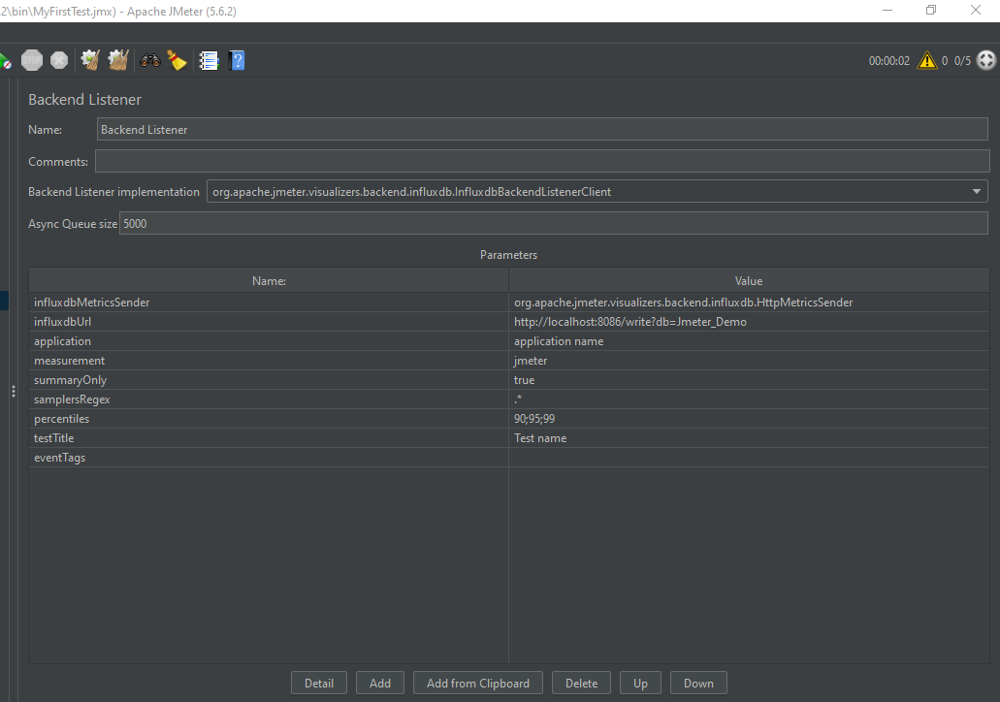 2\bin\MyFirstTest.jmx) - Apache JMeter (5.6.2)
STOP
00:00:02 0 0/5
Backend Listener
Name: Backend Listener
Comments:
Backend Listener implementation org.apache.jmeter.visualizers.backend.influxdb.InfluxdbBackendListenerClient
Async Queue size 5000
Parameters
Name: Value
influxdbMetricsSender org.apache.jmeter.visualizers.backend.influxdb.HttpMetricsSender
influxdbUrl http://localhost:8086/write?db=Jmeter_Demo
application application name
measurement jmeter
summaryOnly true
samplersRegex .*
percentiles 90;95;99
testTitle Test name
eventTags
Detail Add Add from Clipboard Delete Up Down